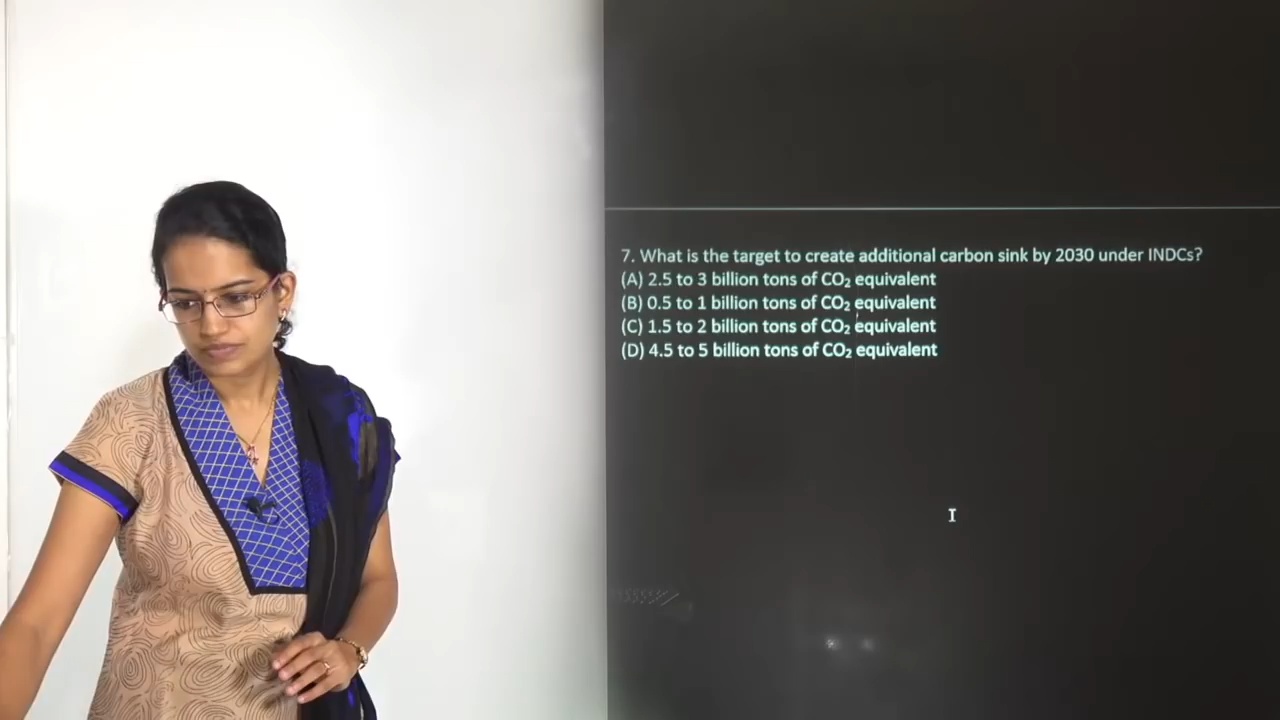 7. What is the target to create additional carbon sink by 2030 under INDCs?
(A) 2.5 to 3 billion tons of CO₂ equivalent
(B) 0.5 to 1 billion tons of CO₂ equivalent
(C) 1.5 to 2 billion tons of CO₂ equivalent
(D) 4.5 to 5 billion tons of CO₂ equivalent